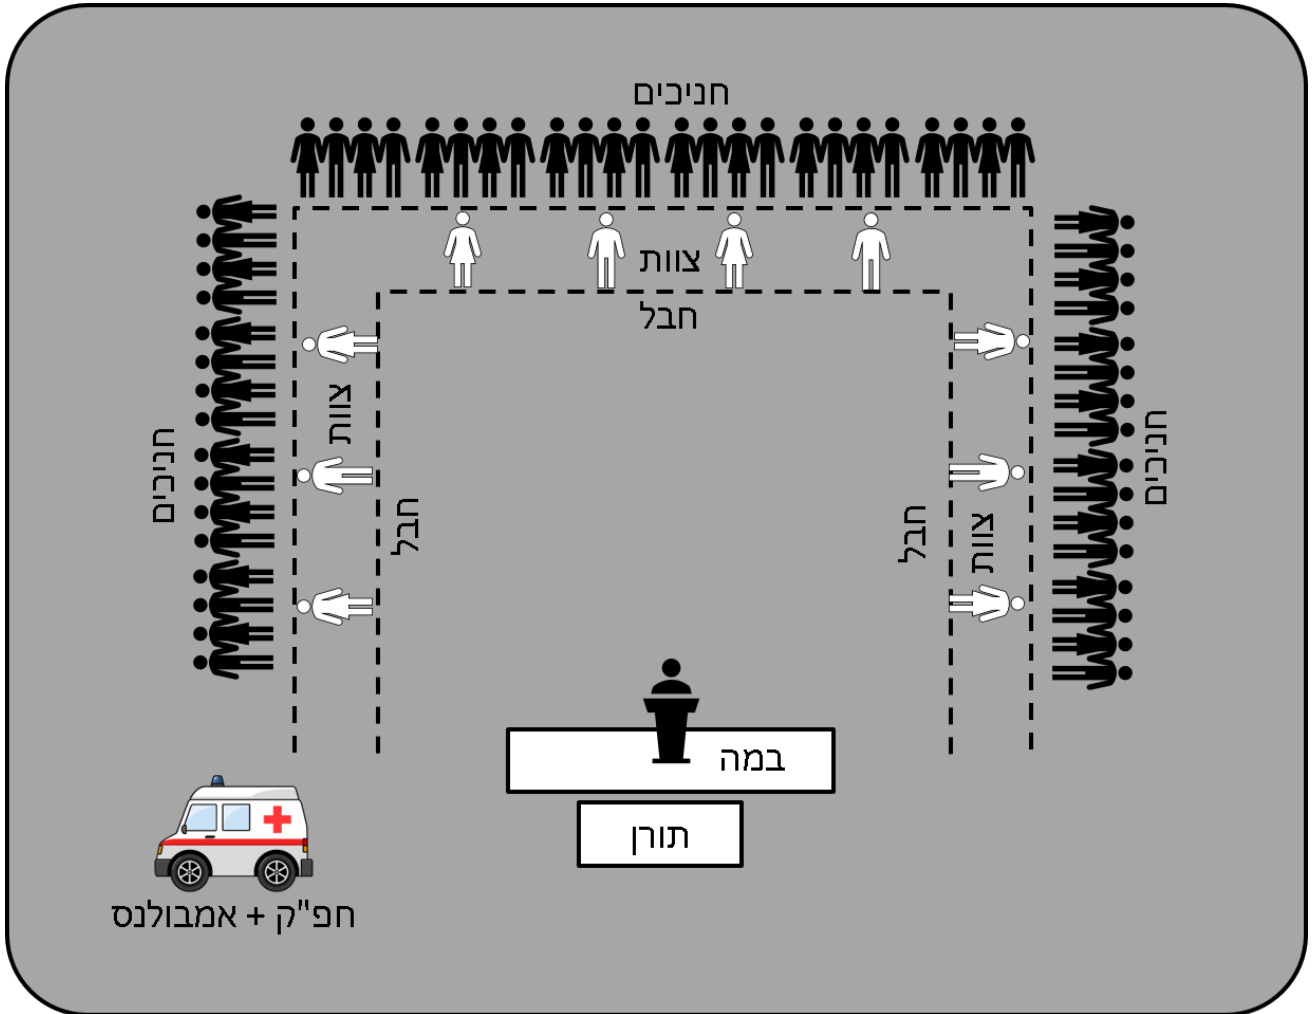 חניכים
צוות
חבל
צוות
חניכים
חבל
חניכים
חבל
צוות
במה
תורן
חפ"ק + אמבולנס